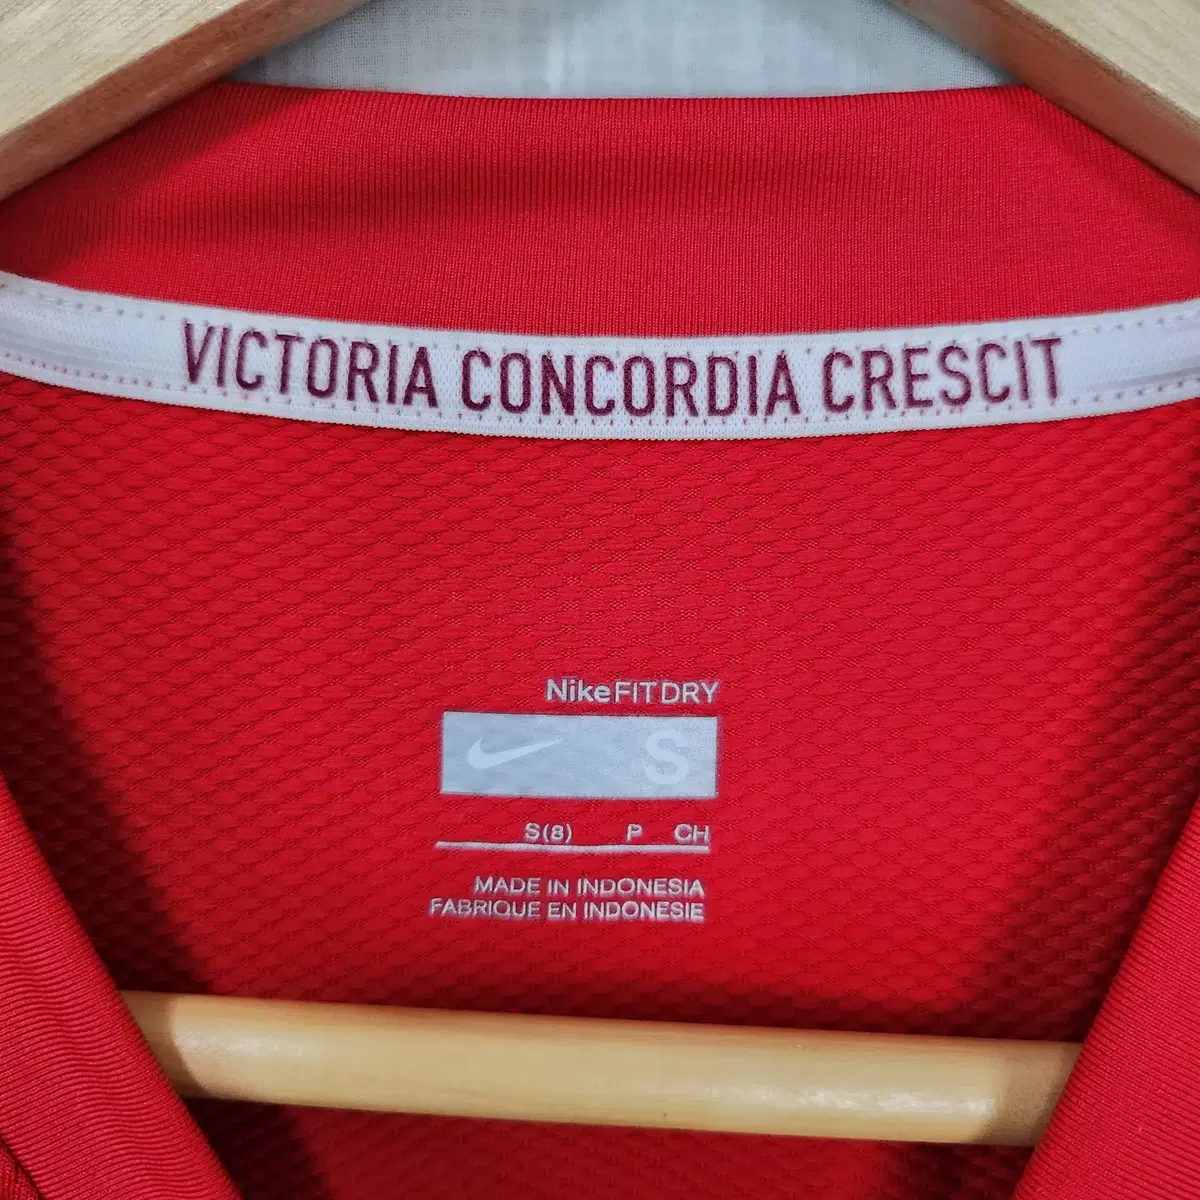 VICTORIA CONCORDIA CRESCIT
NikeFITDRY
S
S(8) P CH
MADE IN INDONESIA
FABRIQUE EN INDONESIE